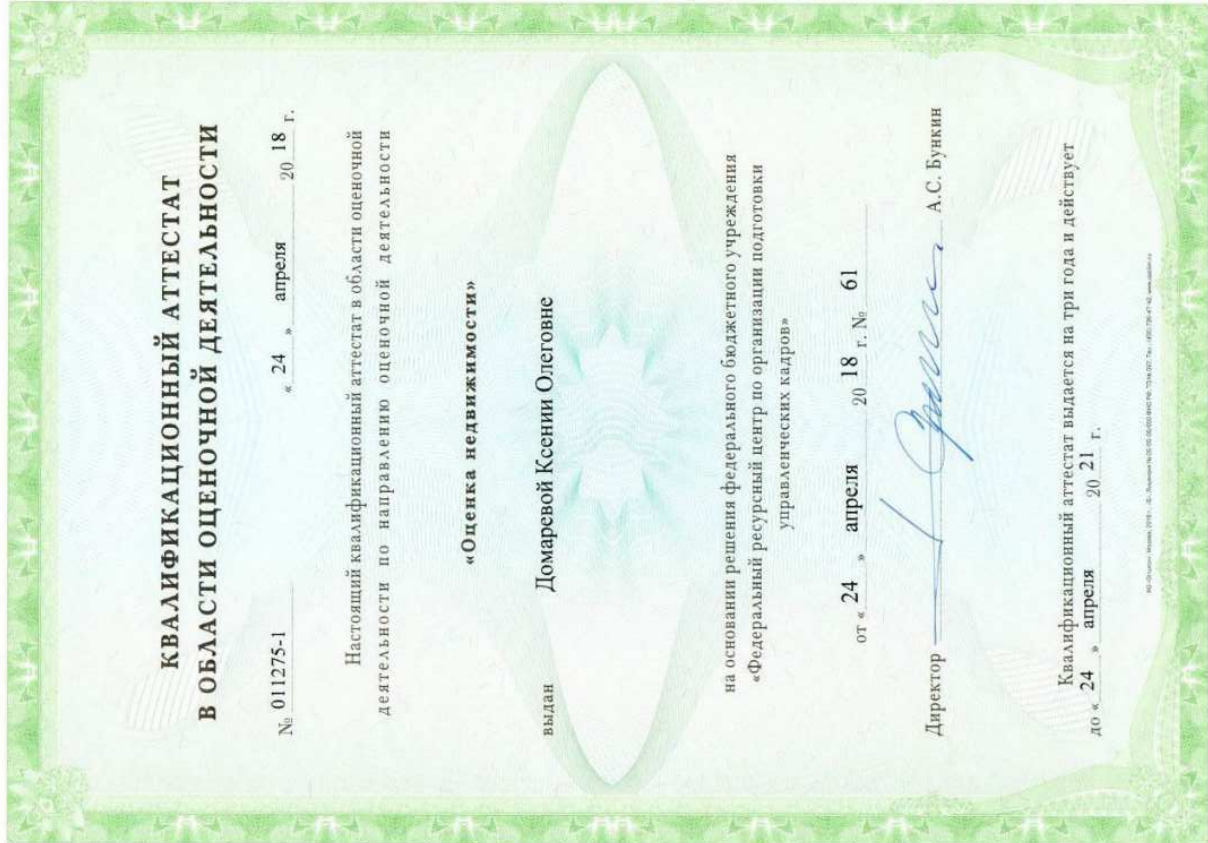 КВАЛИФИКАЦИОННЫЙ АТТЕСТАТ
В ОБЛАСТИ ОЦЕНОЧНОЙ ДЕЯТЕЛЬНОСТИ
№ 011275-1 « 24 » апреля 20 18 г.
Настоящий квалификационный аттестат в области оценочной
деятельности по направлению оценочной деятельности
«Оценка недвижимости»
выдан Домаревой Ксении Олеговне
на основании решения федерального бюджетного учреждения
«Федеральный ресурсный центр по организации подготовки
управленческих кадров»
от « 24 » апреля 20 18 г. № 61
Директор А.С. Бункин
Квалификационный аттестат выдается на три года и действует
до « 24 » апреля 20 21 г.